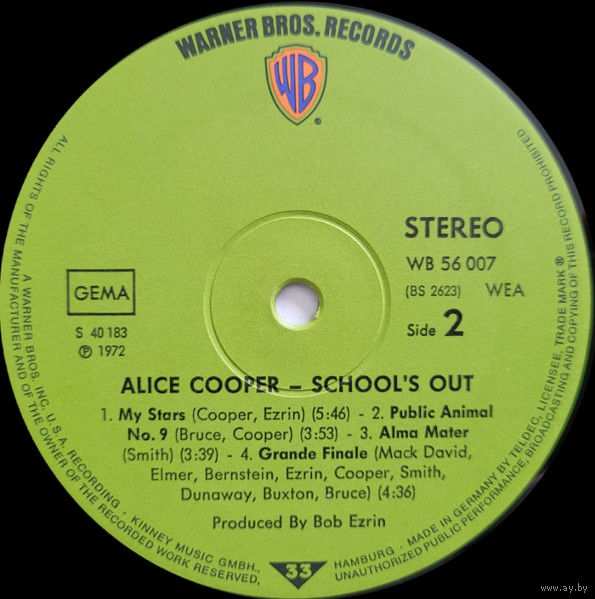 WARNER BROS. RECORDS
WB
®
STEREO
WB 56 007
(BS 2623) WEA
Side 2
GEMA
S 40 183
℗ 1972
ALICE COOPER – SCHOOL'S OUT
1. My Stars (Cooper, Ezrin) (5:46) - 2. Public Animal
No. 9 (Bruce, Cooper) (3:53) - 3. Alma Mater
(Smith) (3:39) - 4. Grande Finale (Mack David,
Elmer, Bernstein, Ezrin, Cooper, Smith,
Dunaway, Buxton, Bruce) (4:36)
Produced By Bob Ezrin
33
ALL RIGHTS OF THE MANUFACTURER AND OF THE OWNER OF THE RECORDED WORK RESERVED,
UNAUTHORIZED PUBLIC PERFORMANCE, BROADCASTING AND COPYING OF THIS RECORD PROHIBITED
A WARNER BROS. INC. U.S.A. RECORDING · KINNEY MUSIC GMBH.,
HAMBURG · MADE IN GERMANY BY TELDEC, LICENSEE, TRADE MARK ®
www.ay.by